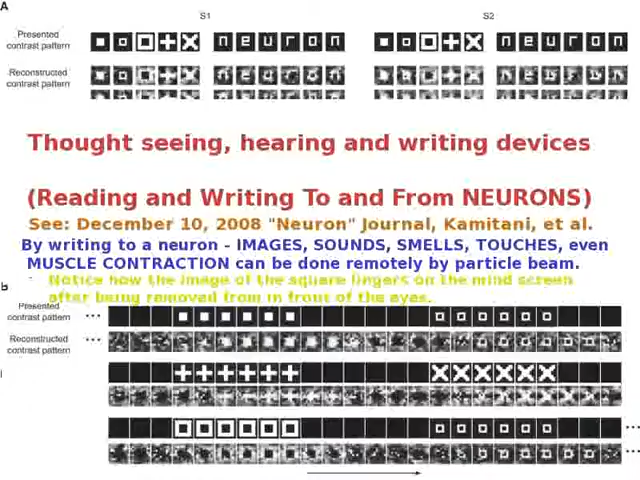 A
S1
S2
Presented
contrast pattern
neuron
neuron
Reconstructed
contrast pattern
neuron
neuron
Thought seeing, hearing and writing devices
(Reading and Writing To and From NEURONS)
See: December 10, 2008 "Neuron" Journal, Kamitani, et al.
By writing to a neuron - IMAGES, SOUNDS, SMELLS, TOUCHES, even
MUSCLE CONTRACTION can be done remotely by particle beam.
Notice how the image of the square lingers on the mind screen
after being removed from in front of the eyes.
B
Presented
contrast pattern
Reconstructed
contrast pattern